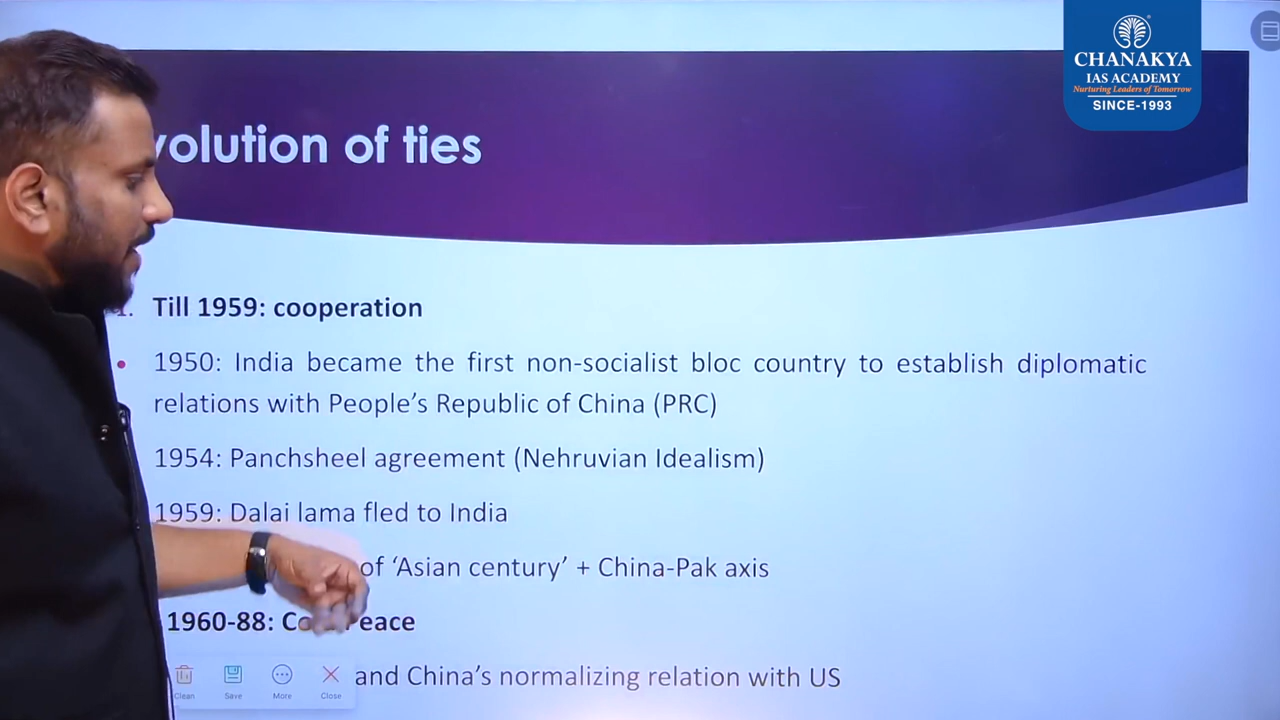 CHANAKYA
IAS ACADEMY
Nurturing Leaders of Tomorrow
SINCE-1993
volution of ties
Till 1959: cooperation
• 1950: India became the first non-socialist bloc country to establish diplomatic
relations with People's Republic of China (PRC)
1954: Panchsheel agreement (Nehruvian Idealism)
1959: Dalai lama fled to India
of 'Asian century' + China-Pak axis
1960-88:
and China's normalizing relation with US
Clean Save More Close